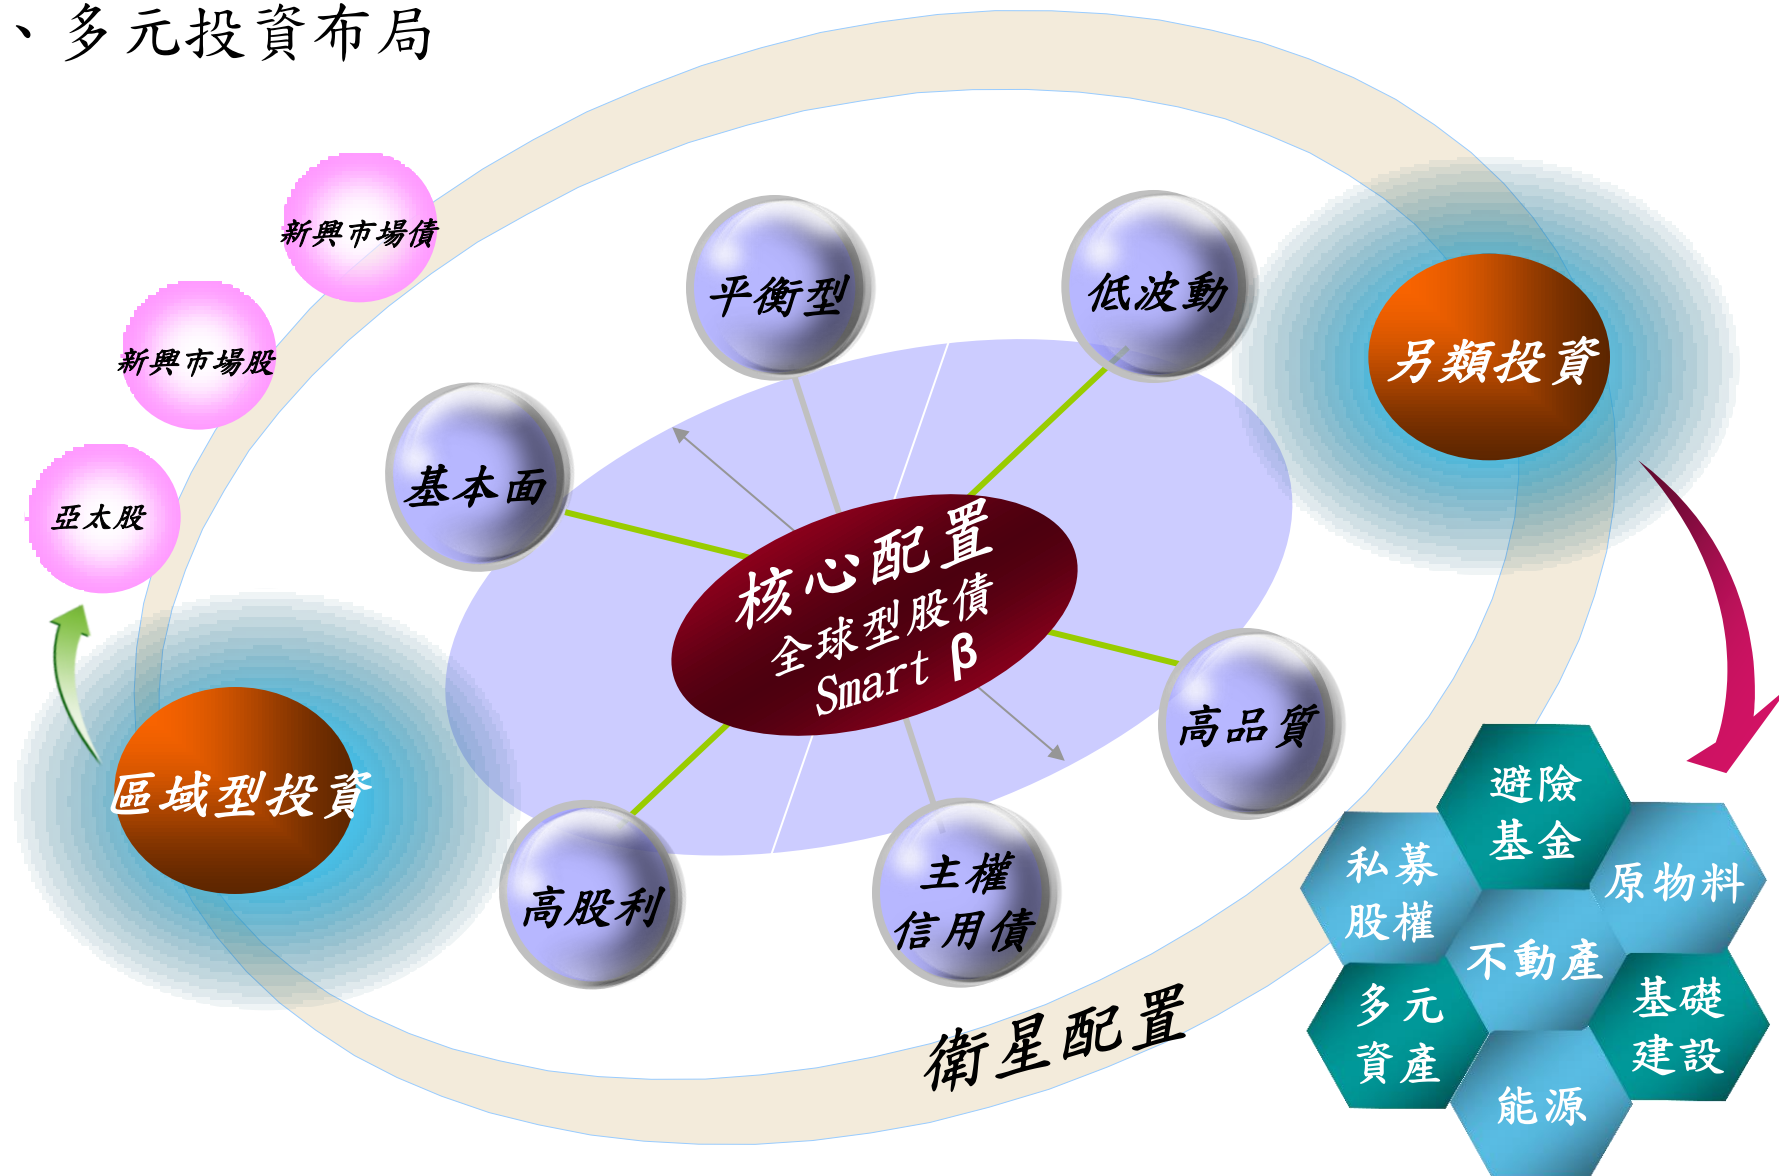 、多元投資布局
新興市場債
新興市場股
亞太股
區域型投資
平衡型
低波動
基本面
核心配置
全球型股債
Smart β
高品質
高股利
主權
信用債
另類投資
衛星配置
避險
基金
私募
股權
原物料
不動產
多元
資產
基礎
建設
能源